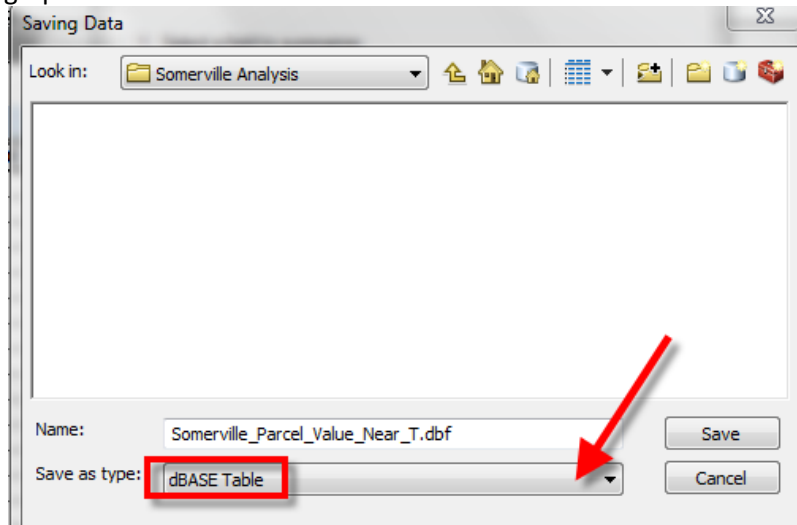 Saving Data
Look in: Somerville Analysis
Name: Somerville_Parcel_Value_Near_T.dbf Save
Save as type: dBASE Table Cancel